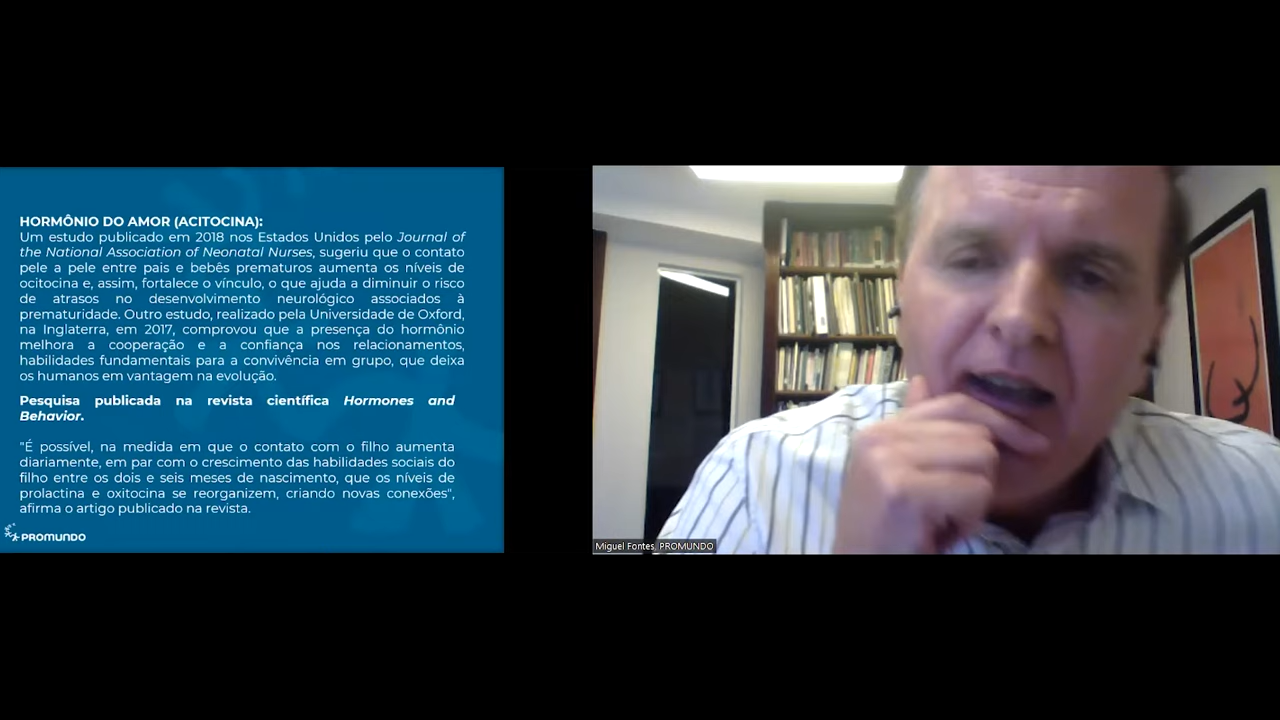 HORMÔNIO DO AMOR (ACITOCINA):
Um estudo publicado em 2018 nos Estados Unidos pelo Journal of
the National Association of Neonatal Nurses, sugeriu que o contato
pele a pele entre pais e bebês prematuros aumenta os níveis de
ocitocina e, assim, fortalece o vínculo, o que ajuda a diminuir o risco
de atrasos no desenvolvimento neurológico associados à
prematuridade. Outro estudo, realizado pela Universidade de Oxford,
na Inglaterra, em 2017, comprovou que a presença do hormônio
melhora a cooperação e a confiança nos relacionamentos,
habilidades fundamentais para a convivência em grupo, que deixa
os humanos em vantagem na evolução.
Pesquisa publicada na revista científica Hormones and
Behavior.
"É possível, na medida em que o contato com o filho aumenta
diariamente, em par com o crescimento das habilidades sociais do
filho entre os dois e seis meses de nascimento, que os níveis de
prolactina e oxitocina se reorganizem, criando novas conexões",
afirma o artigo publicado na revista.
PROMUNDO
Miguel Fontes, PROMUNDO